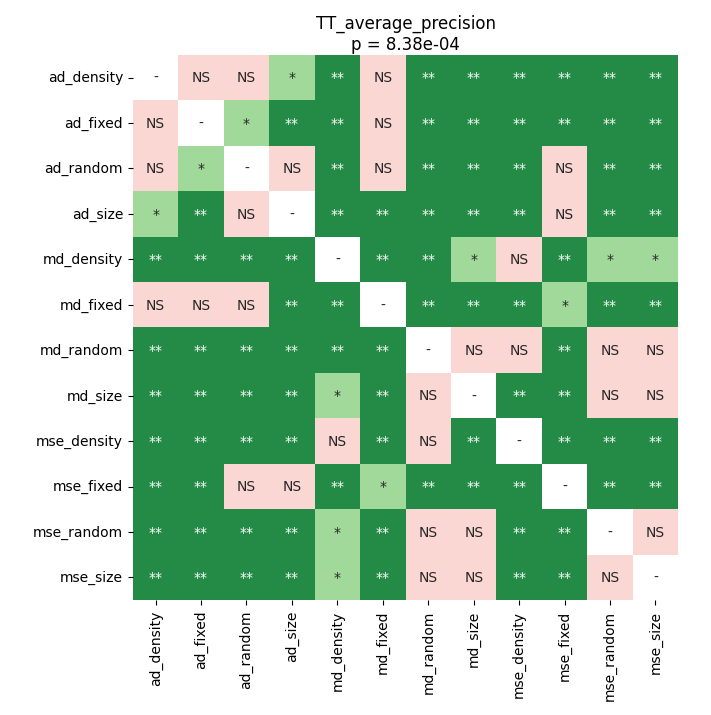 TT_average_precision
p = 8.38e-04
ad_density - NS NS * ** NS ** ** ** ** ** **
ad_fixed NS - * ** ** NS ** ** ** ** ** **
ad_random NS * - NS ** NS ** ** ** NS ** **
ad_size * ** NS - ** ** ** ** ** NS ** **
md_density ** ** ** ** - ** ** * NS ** * *
md_fixed NS NS NS ** ** - ** ** ** * ** **
md_random ** ** ** ** ** ** - NS NS ** NS NS
md_size ** ** ** ** * ** NS - ** ** NS NS
mse_density ** ** ** ** NS ** NS ** - ** ** **
mse_fixed ** ** NS NS ** * ** ** ** - ** **
mse_random ** ** ** ** * ** NS NS ** ** - NS
mse_size ** ** ** ** * ** NS NS ** ** NS -
ad_density
ad_fixed
ad_random
ad_size
md_density
md_fixed
md_random
md_size
mse_density
mse_fixed
mse_random
mse_size